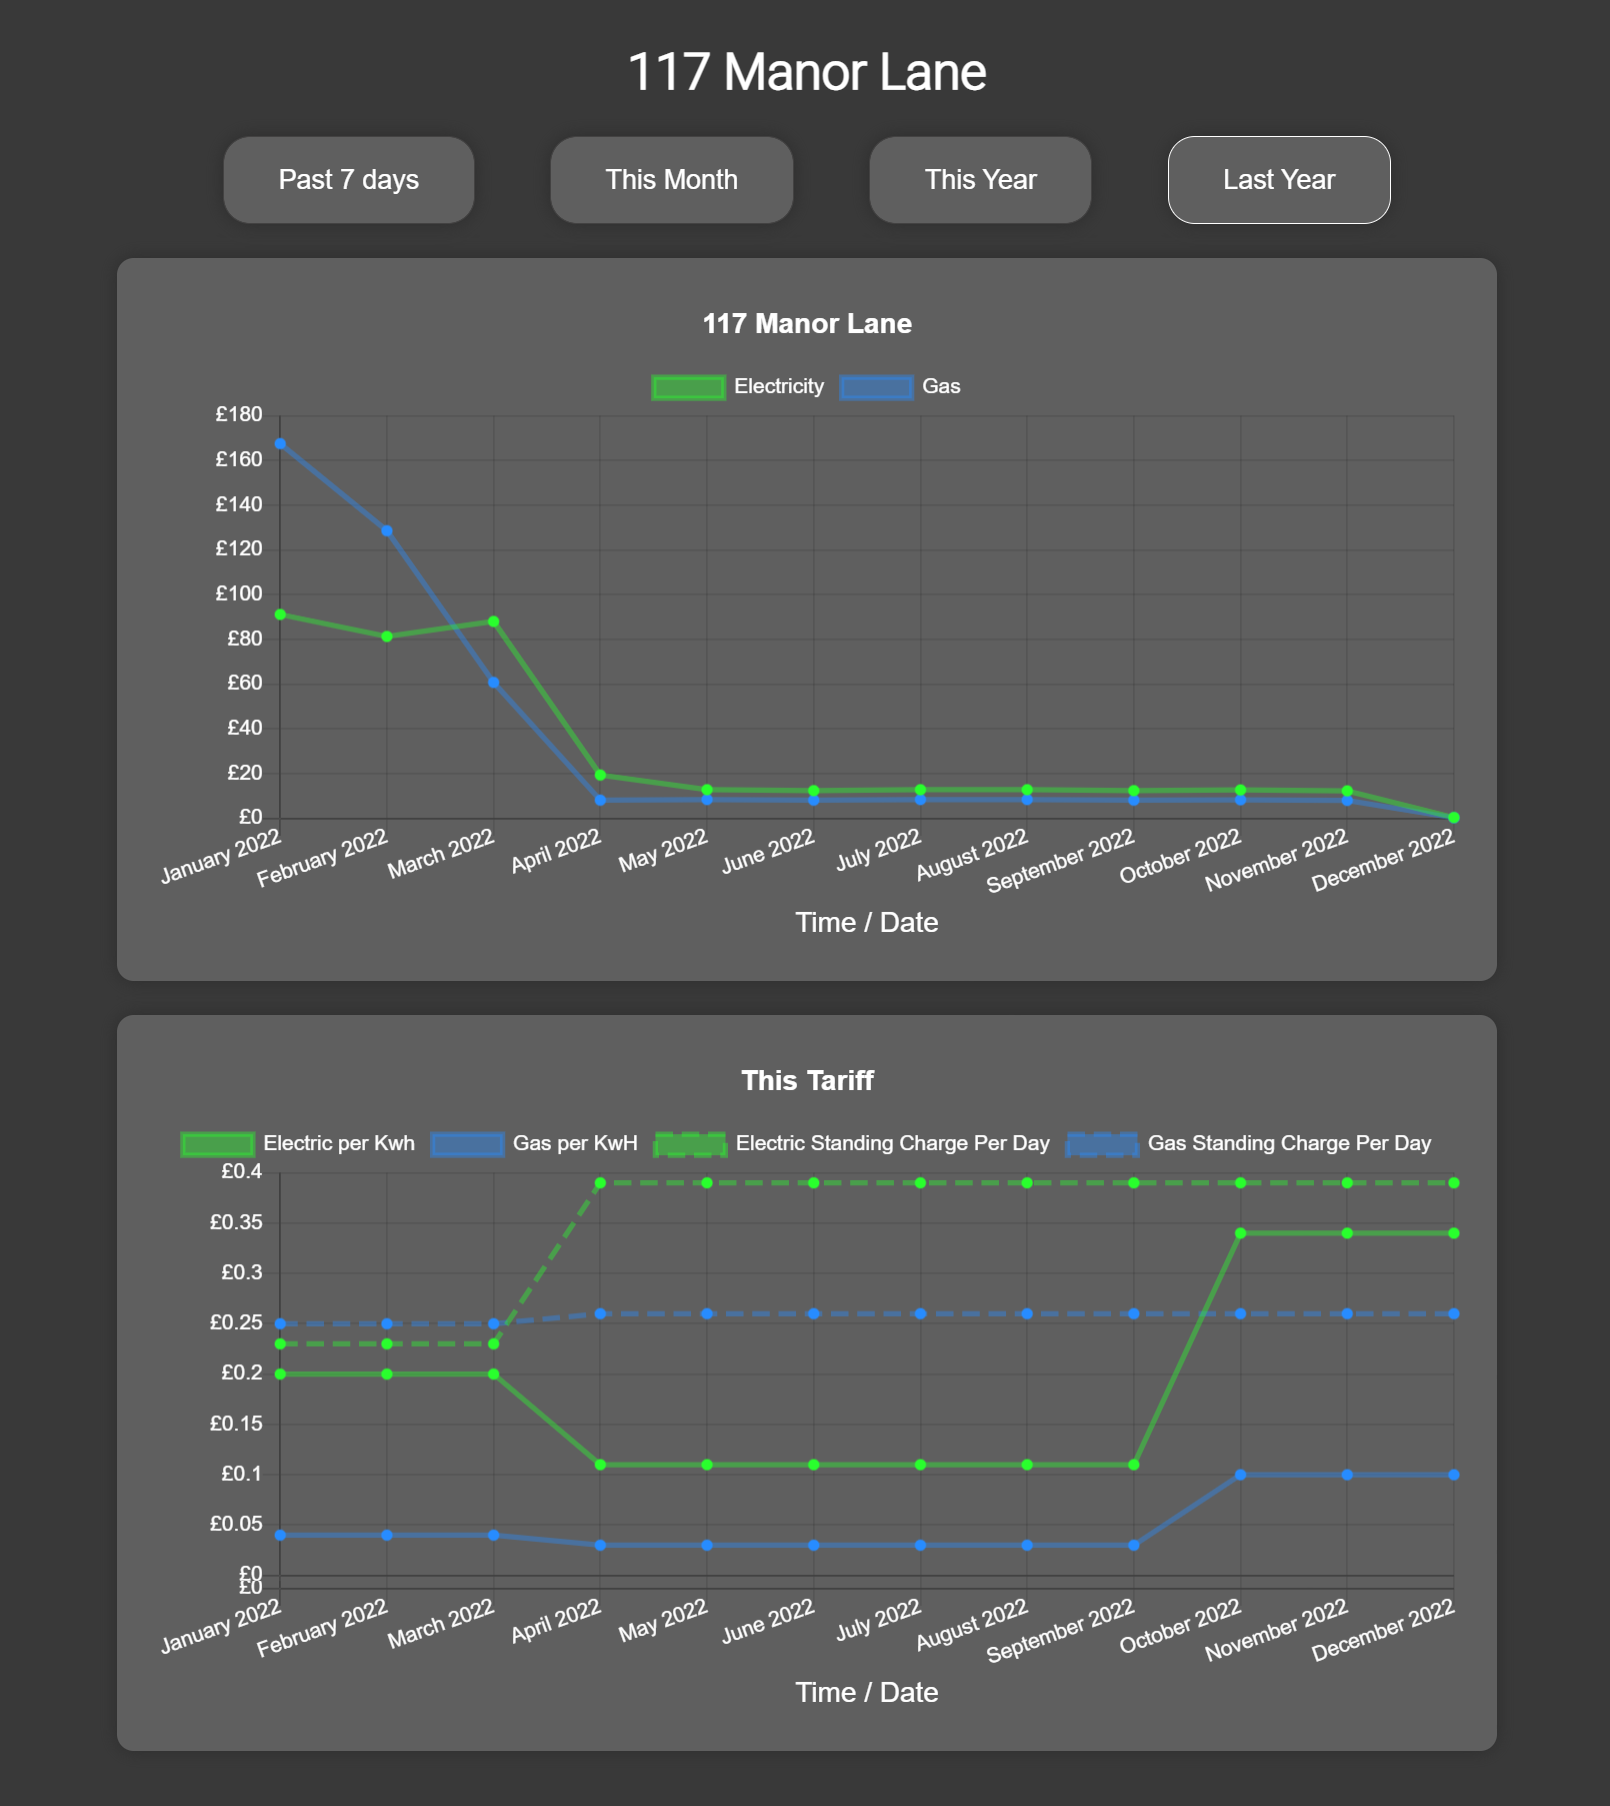 117 Manor Lane
Past 7 days
This Month
This Year
Last Year
117 Manor Lane
Electricity
Gas
£180
£160
£140
£120
£100
£80
£60
£40
£20
£0
January 2022
February 2022
March 2022
April 2022
May 2022
June 2022
July 2022
August 2022
September 2022
October 2022
November 2022
December 2022
Time / Date
This Tariff
Electric per Kwh
Gas per KwH
Electric Standing Charge Per Day
Gas Standing Charge Per Day
£0.4
£0.35
£0.3
£0.25
£0.2
£0.15
£0.1
£0.05
£0
£0
January 2022
February 2022
March 2022
April 2022
May 2022
June 2022
July 2022
August 2022
September 2022
October 2022
November 2022
December 2022
Time / Date